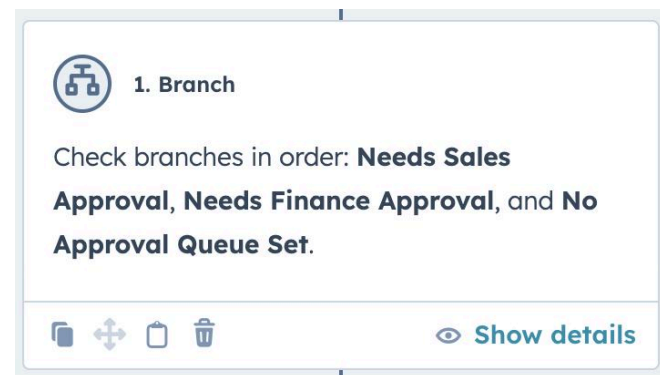 1. Branch
Check branches in order: Needs Sales
Approval, Needs Finance Approval, and No
Approval Queue Set.
Show details